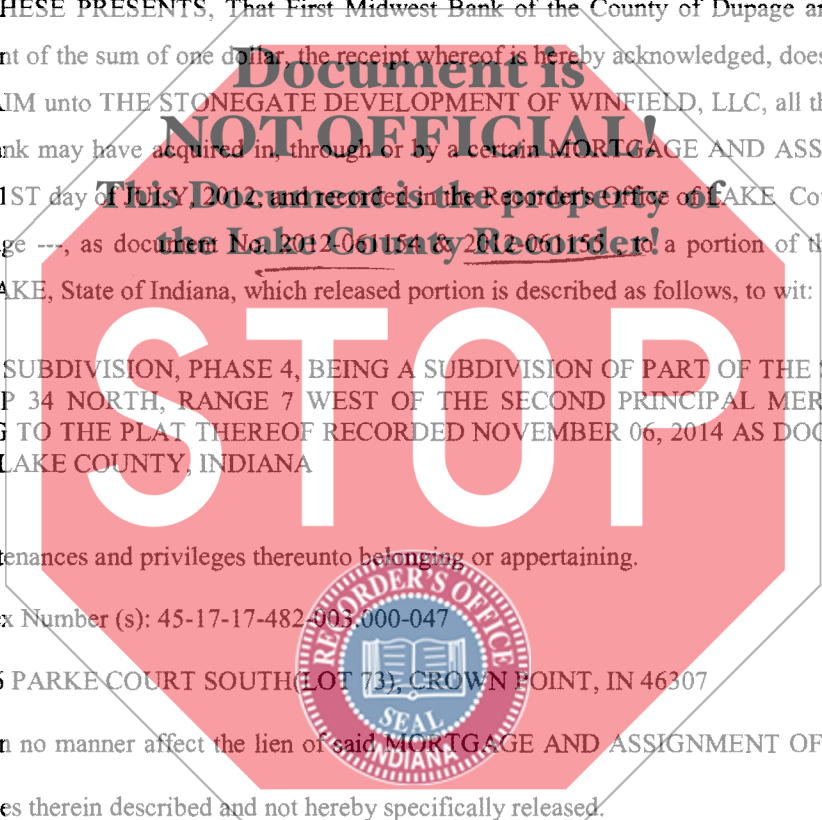 HESE PRESENTS, That First Midwest Bank of the County of Dupage an
nt of the sum of one dollar, the receipt whereof is hereby acknowledged, does
Document is
AIM unto THE STONEGATE DEVELOPMENT OF WINFIELD, LLC, all th
NOT OFFICIAL!
nk may have acquired in, through or by a certain MORTGAGE AND ASS
This Document is the property of
1ST day of JULY, 2012, and recorded in the Recorder's Office of LAKE Cou
the Lake County Recorder!
ge ---, as document No. 2012-061154 & 2012-061155 , to a portion of th
AKE, State of Indiana, which released portion is described as follows, to wit:
STOP
SUBDIVISION, PHASE 4, BEING A SUBDIVISION OF PART OF THE S
P 34 NORTH, RANGE 7 WEST OF THE SECOND PRINCIPAL MER
G TO THE PLAT THEREOF RECORDED NOVEMBER 06, 2014 AS DOC
LAKE COUNTY, INDIANA
tenances and privileges thereunto belonging or appertaining.
x Number (s): 45-17-17-482-003.000-047
RECORDER'S OFFICE
SEAL
INDIANA
PARKE COURT SOUTH(LOT 73), CROWN POINT, IN 46307
n no manner affect the lien of said MORTGAGE AND ASSIGNMENT OF
es therein described and not hereby specifically released.